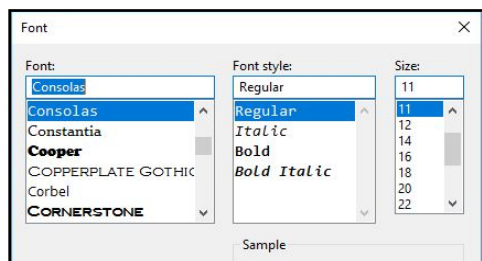 Font
Font: Font style: Size:
Consolas Regular 11
Consolas Regular 11
Constantia Italic 12
Cooper Bold 14
COPPERPLATE GOTHIC Bold Italic 16
Corbel 18
CORNERSTONE 20
22
Sample